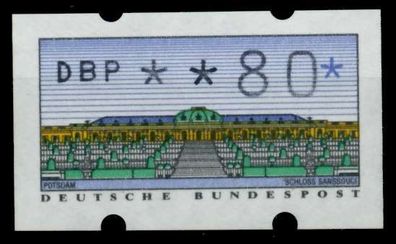 DBP * *80*
POTSDAM SCHLOSS SANSSOUCI
DEUTSCHE BUNDESPOST